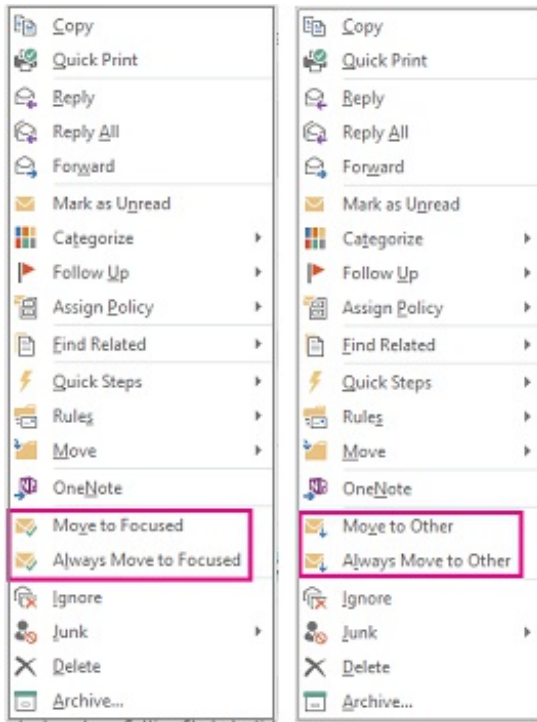 Copy
Quick Print
Reply
Reply All
Forward
Mark as Unread
Categorize
Follow Up
Assign Policy
Find Related
Quick Steps
Rules
Move
OneNote
Move to Focused
Always Move to Focused
Ignore
Junk
Delete
Archive...
Copy
Quick Print
Reply
Reply All
Forward
Mark as Unread
Categorize
Follow Up
Assign Policy
Find Related
Quick Steps
Rules
Move
OneNote
Move to Other
Always Move to Other
Ignore
Junk
Delete
Archive...